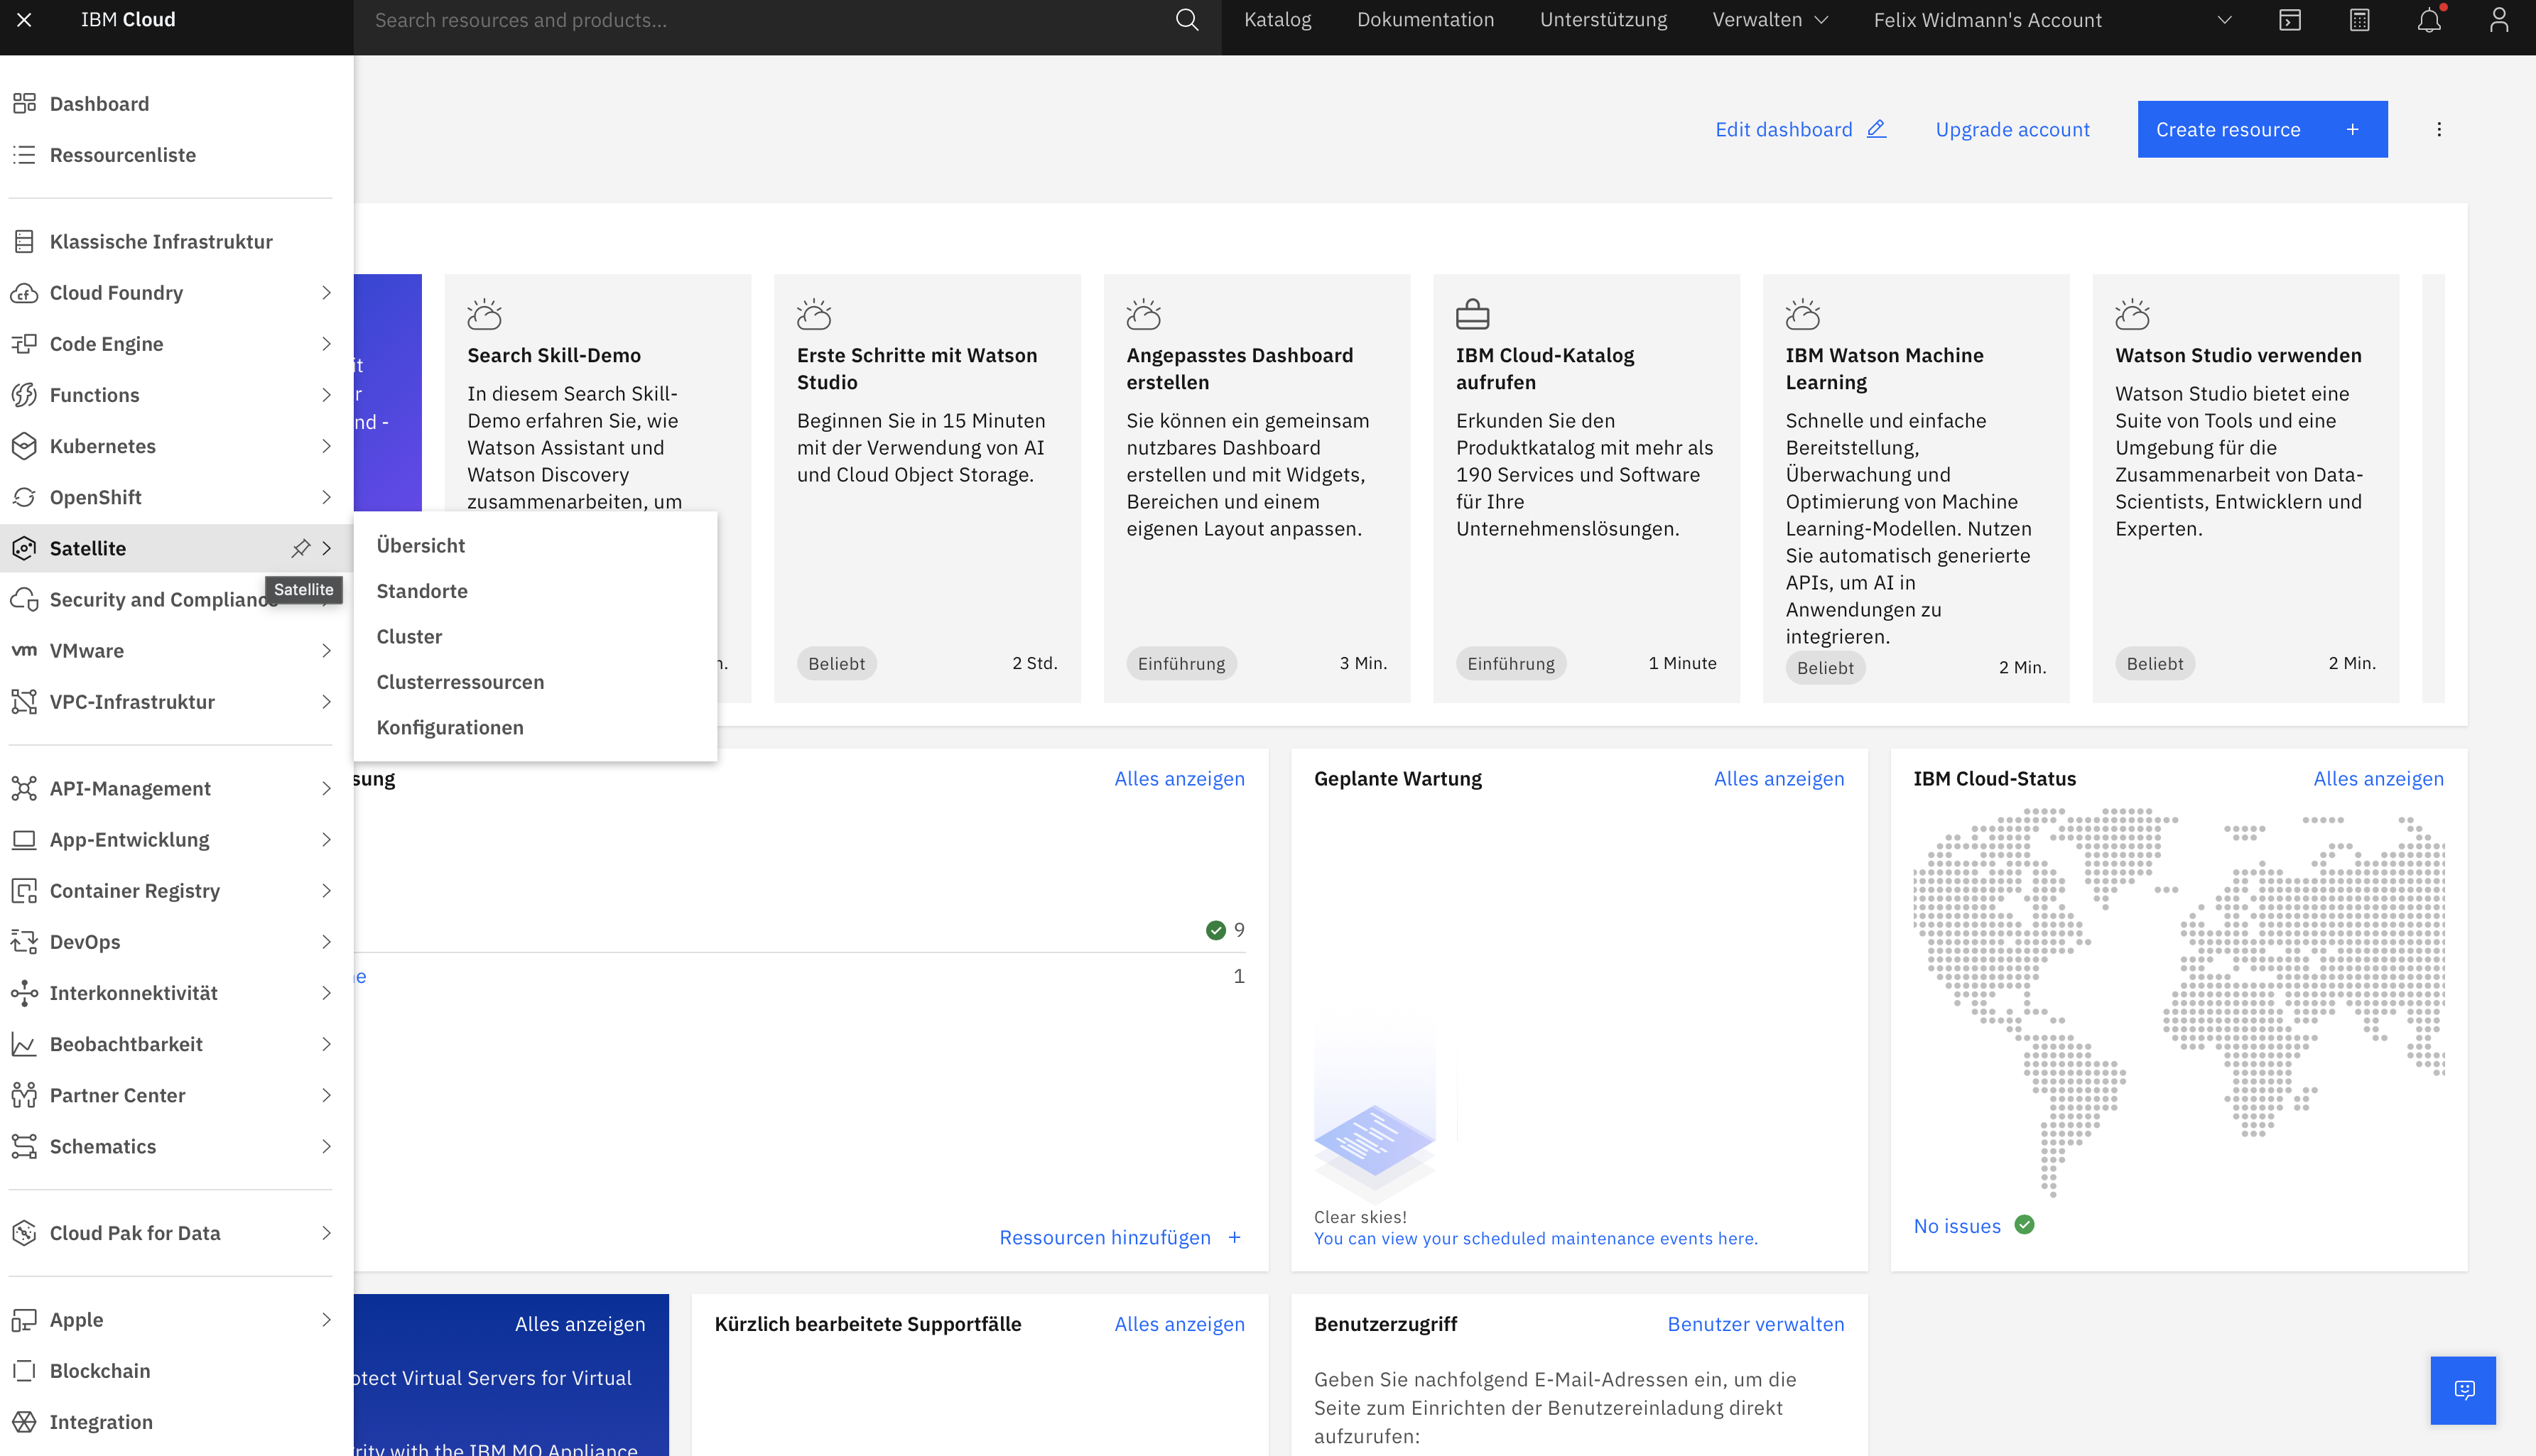 IBM Cloud
Search resources and products...
Katalog
Dokumentation
Unterstützung
Verwalten
Felix Widmann's Account
Dashboard
Ressourcenliste
Klassische Infrastruktur
Cloud Foundry
Code Engine
Functions
Kubernetes
OpenShift
Satellite
Satellite
Security and Compliance
VMware
VPC-Infrastruktur
API-Management
App-Entwicklung
Container Registry
DevOps
Interkonnektivität
Beobachtbarkeit
Partner Center
Schematics
Cloud Pak for Data
Apple
Blockchain
Integration
Übersicht
Standorte
Cluster
Clusterressourcen
Konfigurationen
Edit dashboard
Upgrade account
Create resource +
it
r
nd -
Search Skill-Demo
In diesem Search Skill-
Demo erfahren Sie, wie
Watson Assistant und
Watson Discovery
zusammenarbeiten, um
n.
Erste Schritte mit Watson
Studio
Beginnen Sie in 15 Minuten
mit der Verwendung von AI
und Cloud Object Storage.
Beliebt
2 Std.
Angepasstes Dashboard
erstellen
Sie können ein gemeinsam
nutzbares Dashboard
erstellen und mit Widgets,
Bereichen und einem
eigenen Layout anpassen.
Einführung
3 Min.
IBM Cloud-Katalog
aufrufen
Erkunden Sie den
Produktkatalog mit mehr als
190 Services und Software
für Ihre
Unternehmenslösungen.
Einführung
1 Minute
IBM Watson Machine
Learning
Schnelle und einfache
Bereitstellung,
Überwachung und
Optimierung von Machine
Learning-Modellen. Nutzen
Sie automatisch generierte
APIs, um AI in
Anwendungen zu
integrieren.
Beliebt
2 Min.
Watson Studio verwenden
Watson Studio bietet eine
Suite von Tools und eine
Umgebung für die
Zusammenarbeit von Data-
Scientists, Entwicklern und
Experten.
Beliebt
2 Min.
sung
Alles anzeigen
9
e
1
Ressourcen hinzufügen +
Geplante Wartung
Alles anzeigen
Clear skies!
You can view your scheduled maintenance events here.
IBM Cloud-Status
Alles anzeigen
No issues
Alles anzeigen
otect Virtual Servers for Virtual
rity with the IBM MQ Appliance
Kürzlich bearbeitete Supportfälle
Alles anzeigen
Benutzerzugriff
Benutzer verwalten
Geben Sie nachfolgend E-Mail-Adressen ein, um die
Seite zum Einrichten der Benutzereinladung direkt
aufzurufen: